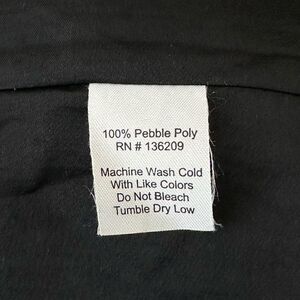 100% Pebble Poly
RN # 136209
Machine Wash Cold
With Like Colors
Do Not Bleach
Tumble Dry Low